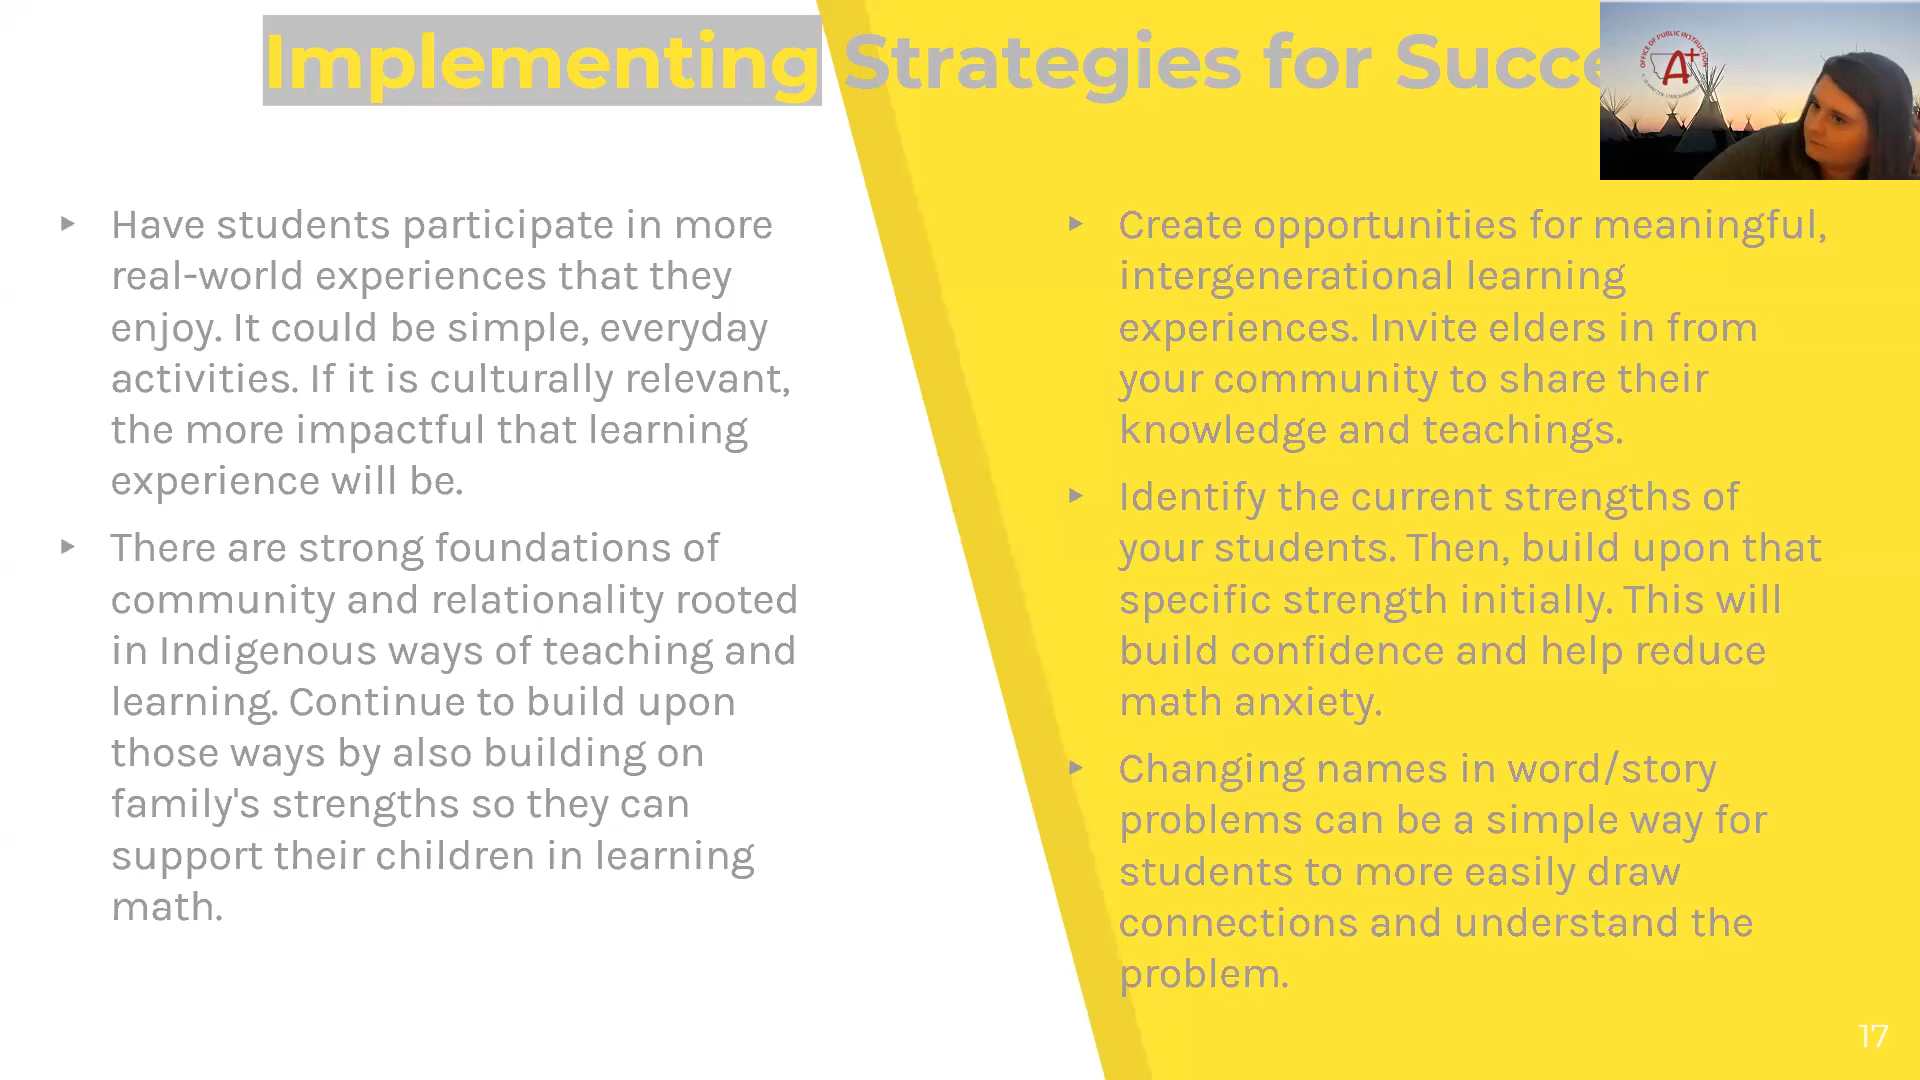 Implementing Strategies for Succe
OFFICE OF PUBLIC INSTRUCTION
A+
Have students participate in more
real-world experiences that they
enjoy. It could be simple, everyday
activities. If it is culturally relevant,
the more impactful that learning
experience will be.
There are strong foundations of
community and relationality rooted
in Indigenous ways of teaching and
learning. Continue to build upon
those ways by also building on
family's strengths so they can
support their children in learning
math.
Create opportunities for meaningful,
intergenerational learning
experiences. Invite elders in from
your community to share their
knowledge and teachings.
Identify the current strengths of
your students. Then, build upon that
specific strength initially. This will
build confidence and help reduce
math anxiety.
Changing names in word/story
problems can be a simple way for
students to more easily draw
connections and understand the
problem.
17